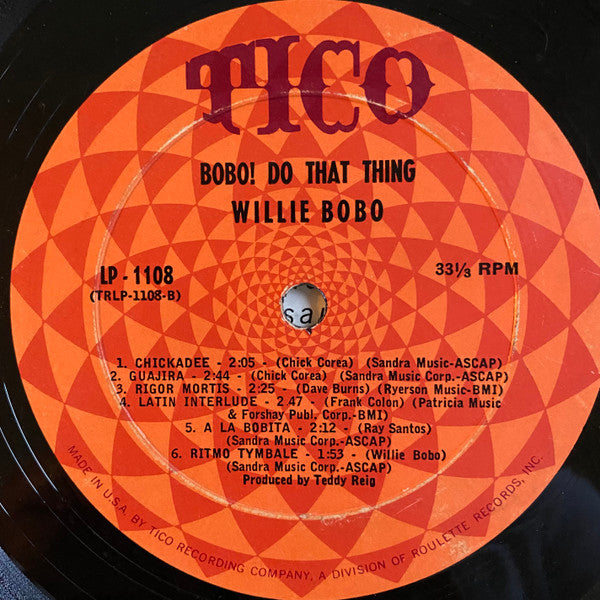 TICO
BOBO! DO THAT THING
WILLIE BOBO
LP - 1108
(TRLP-1108-B)
33⅓ RPM
sa
1. CHICKADEE - 2:05 - (Chick Corea) (Sandra Music-ASCAP)
2. GUAJIRA - 2:44 - (Chick Corea) (Sandra Music Corp.-ASCAP)
3. RIGOR MORTIS - 2:25 - (Dave Burns) (Ryerson Music-BMI)
4. LATIN INTERLUDE - 2 47 - (Frank Colon) (Patricia Music
& Forshay Publ. Corp.-BMI)
5. A LA BOBITA - 2:12 - (Ray Santos)
(Sandra Music Corp.-ASCAP)
6. RITMO TYMBALE - 1:53 - (Willie Bobo)
(Sandra Music Corp.-ASCAP)
Produced by Teddy Reig
MADE IN U.S.A. BY TICO RECORDING COMPANY, A DIVISION OF ROULETTE RECORDS, INC.